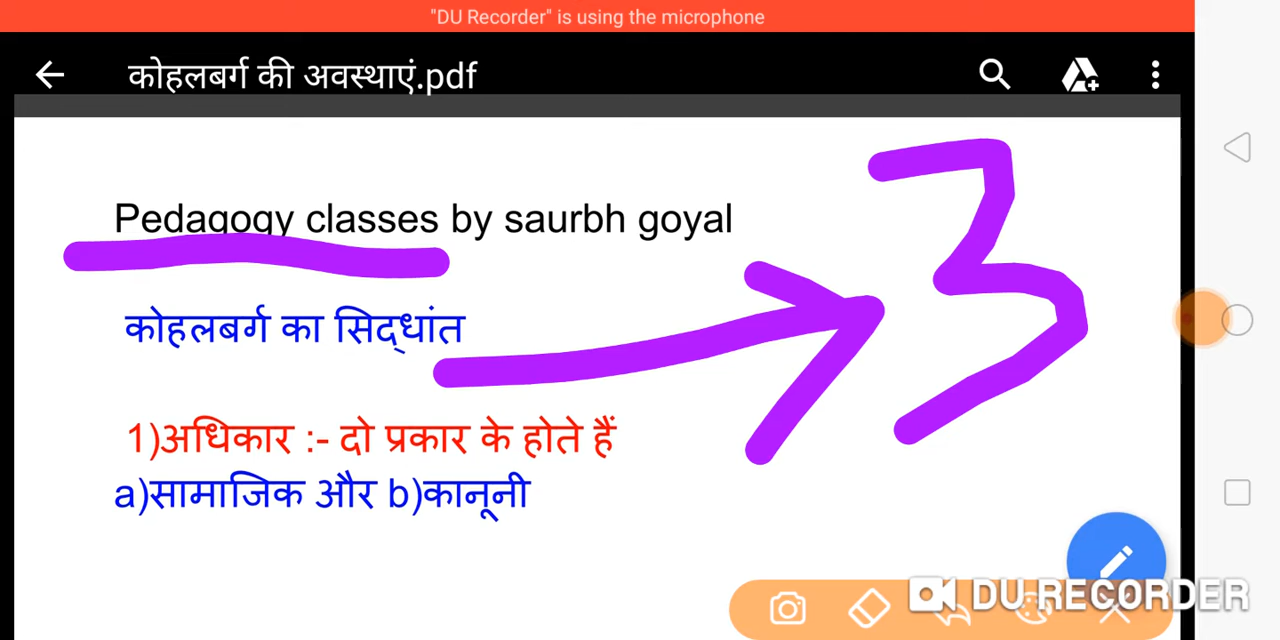 "DU Recorder" is using the microphone
कोहलबर्ग की अवस्थाएं.pdf
Pedagogy classes by saurbh goyal
3
कोहलबर्ग का सिद्धांत
1)अधिकार :- दो प्रकार के होते हैं
a)सामाजिक और b)कानूनी
DU RECORDER